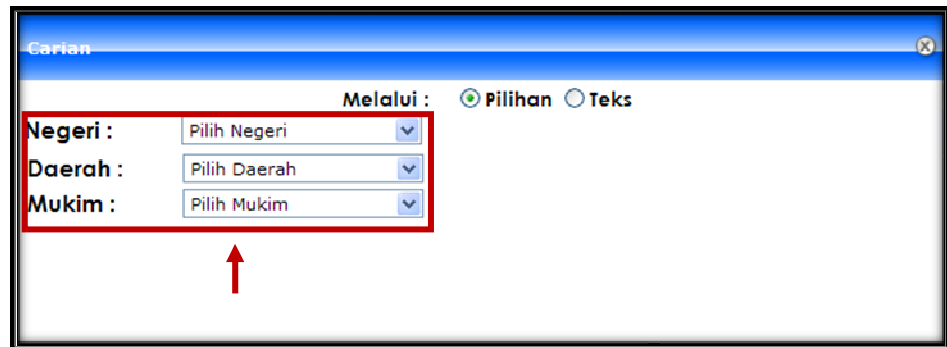 Carian
Melalui : Pilihan Teks
Negeri : Pilih Negeri
Daerah : Pilih Daerah
Mukim : Pilih Mukim